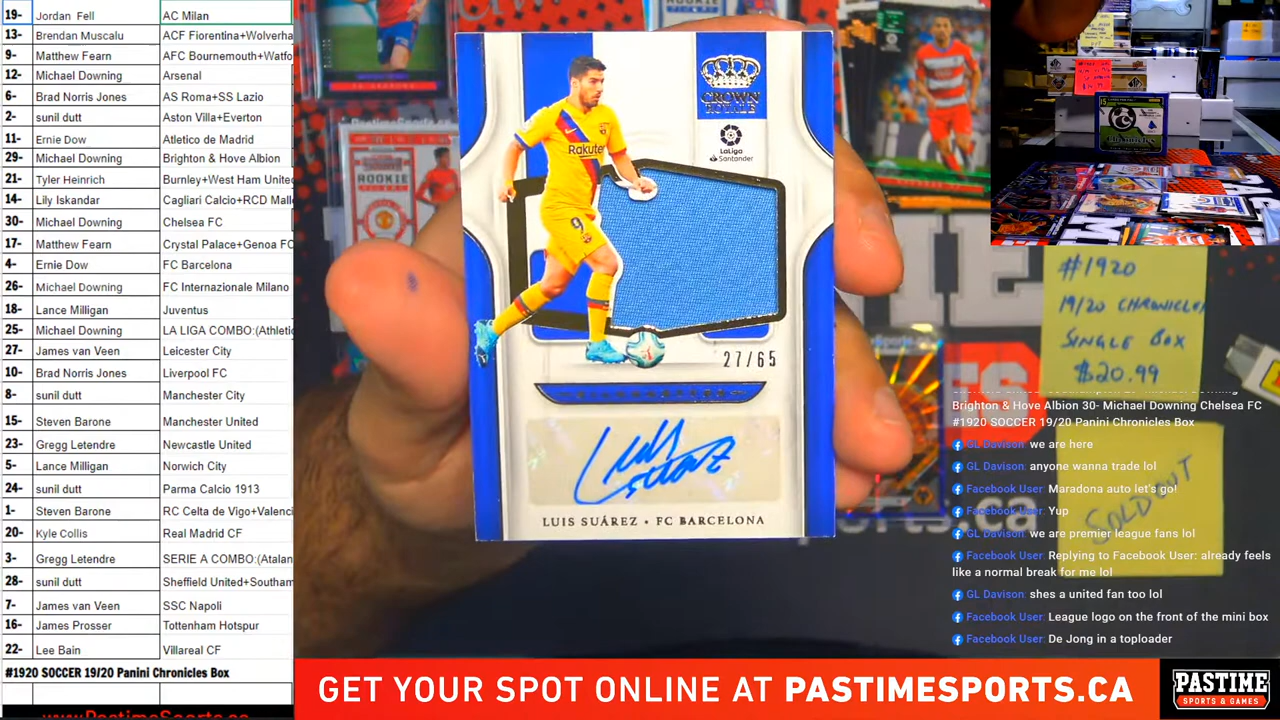 19- Jordan Fell AC Milan
13- Brendan Muscalu ACF Fiorentina+Wolverha
9- Matthew Fearn AFC Bournemouth+Watfo
12- Michael Downing Arsenal
6- Brad Norris Jones AS Roma+SS Lazio
2- sunil dutt Aston Villa+Everton
11- Ernie Dow Atletico de Madrid
29- Michael Downing Brighton & Hove Albion
21- Tyler Heinrich Burnley+West Ham United
14- Lily Iskandar Cagliari Calcio+RCD Mall
30- Michael Downing Chelsea FC
17- Matthew Fearn Crystal Palace+Genoa FC
4- Ernie Dow FC Barcelona
26- Michael Downing FC Internazionale Milano
18- Lance Milligan Juventus
25- Michael Downing LA LIGA COMBO:(Athletic
27- James van Veen Leicester City
10- Brad Norris Jones Liverpool FC
8- sunil dutt Manchester City
15- Steven Barone Manchester United
23- Gregg Letendre Newcastle United
5- Lance Milligan Norwich City
24- sunil dutt Parma Calcio 1913
1- Steven Barone RC Celta de Vigo+Valenci
20- Kyle Collis Real Madrid CF
3- Gregg Letendre SERIE A COMBO:(Atalan
28- sunil dutt Sheffield United+Southam
7- James van Veen SSC Napoli
16- James Prosser Tottenham Hotspur
22- Lee Bain Villareal CF
#1920 SOCCER 19/20 Panini Chronicles Box
www.PastimeSports.ca
CROWN
ROYALE
LaLiga
Santander
Rakuten
9
27/65
Luis Suarez
LUIS SUÁREZ • FC BARCELONA
ROOKIE
.ca
#1920
19/20 CHRONICLES
SINGLE BOX
$20.99
SOLD OUT
Brighton & Hove Albion 30- Michael Downing Chelsea FC
#1920 SOCCER 19/20 Panini Chronicles Box
GL Davison: we are here
GL Davison: anyone wanna trade lol
Facebook User: Maradona auto let's go!
Facebook User: Yup
GL Davison: we are premier league fans lol
Facebook User: Replying to Facebook User: already feels
like a normal break for me lol
GL Davison: shes a united fan too lol
Facebook User: League logo on the front of the mini box
Facebook User: De Jong in a toploader
GET YOUR SPOT ONLINE AT PASTIMESPORTS.CA
PASTIME
SPORTS & GAMES